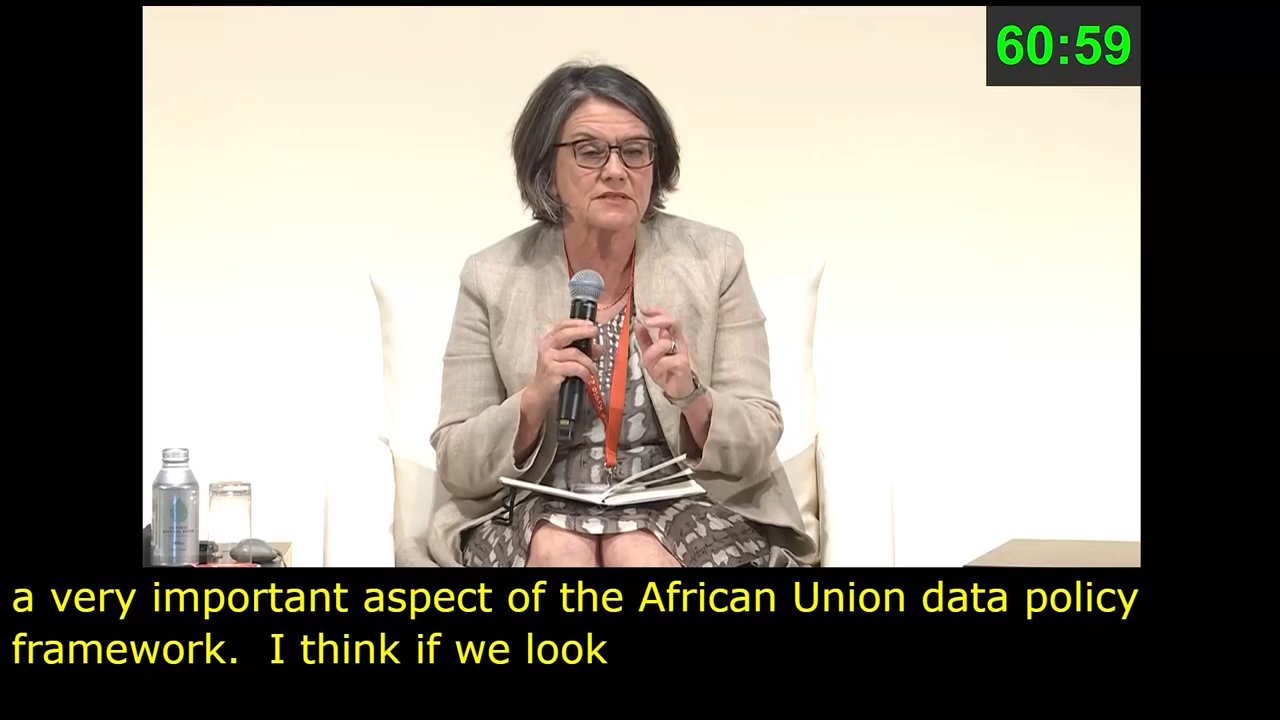 60:59
a very important aspect of the African Union data policy
framework.  I think if we look